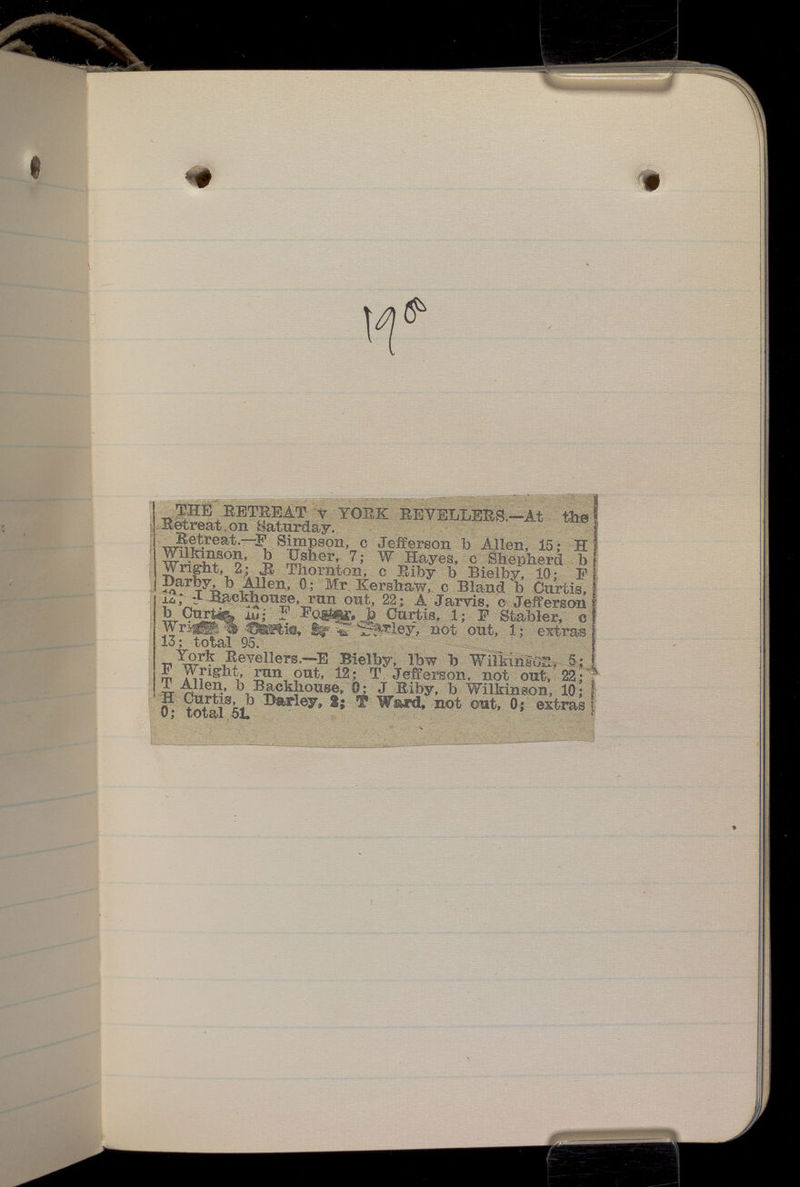 1900
THE RETREAT v YORK REVELLERS.—At the
Retreat on Saturday.
Retreat.—F Simpson, c Jefferson b Allen, 15; H
Wilkinson, b Usher, 7; W Hayes, c Shepherd b
Wright, 2; R Thornton, c Riby b Bielby, 10; F
Darby, b Allen, 0; Mr Kershaw, c Bland b Curtis,
12; J Backhouse, run out, 22; A Jarvis, c Jefferson
b Curtis, F Foster, b Curtis, 1; F Stabler, c
Darley, not out, 1; extras
13; total 95.
York Revellers.—E Bielby, lbw b Wilkinson, 5;
F Wright, run out, 12; T Jefferson, not out, 22;
T Allen, b Backhouse, 0; J Riby, b Wilkinson, 10;
H Curtis, b Darley, 2; T Ward, not out, 0; extras
0; total 51.